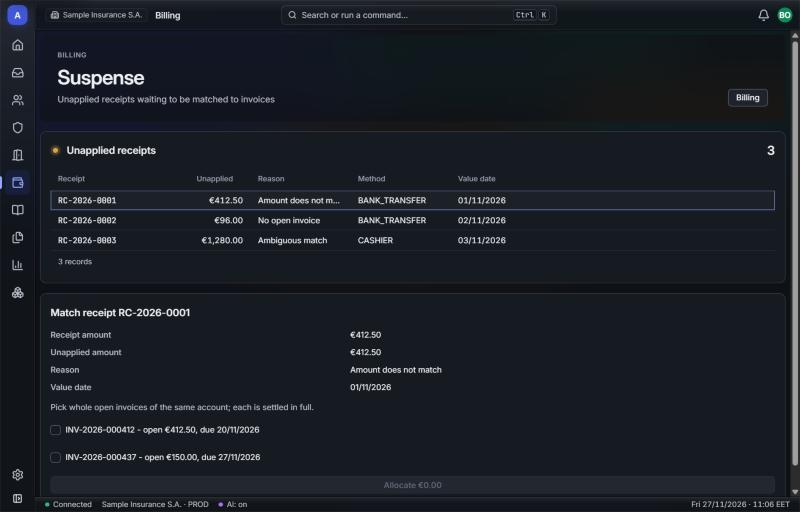 A
Sample Insurance S.A.
Billing
Search or run a command...
Ctrl K
BO
BILLING
Suspense
Unapplied receipts waiting to be matched to invoices
Billing
Unapplied receipts
3
Receipt Unapplied Reason Method Value date
RC-2026-0001 €412.50 Amount does not m... BANK_TRANSFER 01/11/2026
RC-2026-0002 €96.00 No open invoice BANK_TRANSFER 02/11/2026
RC-2026-0003 €1,280.00 Ambiguous match CASHIER 03/11/2026
3 records
Match receipt RC-2026-0001
Receipt amount €412.50
Unapplied amount €412.50
Reason Amount does not match
Value date 01/11/2026
Pick whole open invoices of the same account; each is settled in full.
INV-2026-000412 - open €412.50, due 20/11/2026
INV-2026-000437 - open €150.00, due 27/11/2026
Allocate €0.00
Connected Sample Insurance S.A. · PROD AI: on Fri 27/11/2026 · 11:06 EET